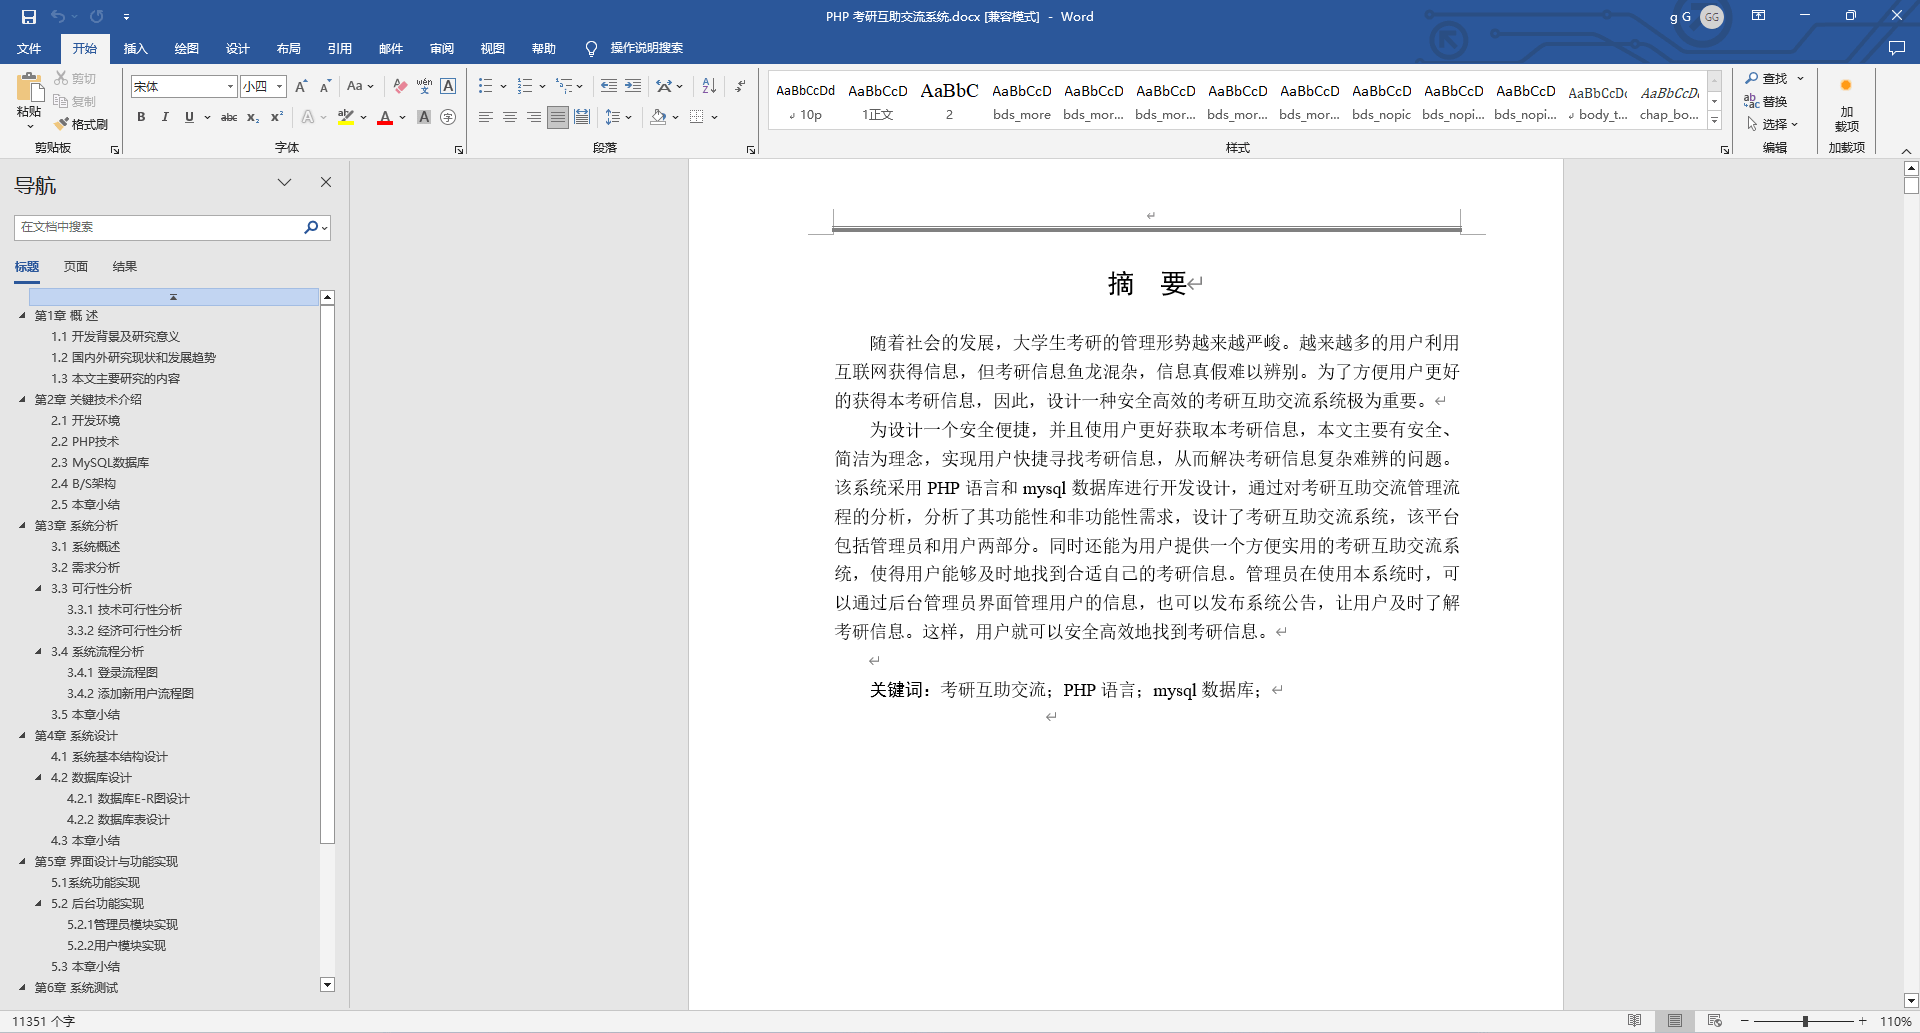 PHP 考研互助交流系统.docx [兼容模式] - Word
g G
GG
文件 开始 插入 绘图 设计 布局 引用 邮件 审阅 视图 帮助 操作说明搜索
粘贴
剪切
复制
格式刷
剪贴板
宋体 小四
字体
段落
AaBbCcDd AaBbCcD AaBbC AaBbCcD AaBbCcD AaBbCcD AaBbCcD AaBbCcD AaBbCcD AaBbCcD AaBbCcD AaBbCcDc AaBbCcD
10p 1正文 2 bds_more bds_mor... bds_mor... bds_mor... bds_mor... bds_nopic bds_nopi... bds_nopi... body_t... chap_bo...
样式
查找
替换
选择
编辑
加
载项
加载项
导航
在文档中搜索
标题 页面 结果
第1章 概 述
1.1 开发背景及研究意义
1.2 国内外研究现状和发展趋势
1.3 本文主要研究的内容
第2章 关键技术介绍
2.1 开发环境
2.2 PHP技术
2.3 MySQL数据库
2.4 B/S架构
2.5 本章小结
第3章 系统分析
3.1 系统概述
3.2 需求分析
3.3 可行性分析
3.3.1 技术可行性分析
3.3.2 经济可行性分析
3.4 系统流程分析
3.4.1 登录流程图
3.4.2 添加新用户流程图
3.5 本章小结
第4章 系统设计
4.1 系统基本结构设计
4.2 数据库设计
4.2.1 数据库E-R图设计
4.2.2 数据库表设计
4.3 本章小结
第5章 界面设计与功能实现
5.1系统功能实现
5.2 后台功能实现
5.2.1管理员模块实现
5.2.2用户模块实现
5.3 本章小结
第6章 系统测试
摘 要
随着社会的发展，大学生考研的管理形势越来越严峻。越来越多的用户利用
互联网获得信息，但考研信息鱼龙混杂，信息真假难以辨别。为了方便用户更好
的获得本考研信息，因此，设计一种安全高效的考研互助交流系统极为重要。
为设计一个安全便捷，并且使用户更好获取本考研信息，本文主要有安全、
简洁为理念，实现用户快捷寻找考研信息，从而解决考研信息复杂难辨的问题。
该系统采用 PHP 语言和 mysql 数据库进行开发设计，通过对考研互助交流管理流
程的分析，分析了其功能性和非功能性需求，设计了考研互助交流系统，该平台
包括管理员和用户两部分。同时还能为用户提供一个方便实用的考研互助交流系
统，使得用户能够及时地找到合适自己的考研信息。管理员在使用本系统时，可
以通过后台管理员界面管理用户的信息，也可以发布系统公告，让用户及时了解
考研信息。这样，用户就可以安全高效地找到考研信息。
关键词：考研互助交流；PHP 语言；mysql 数据库；
11351 个字
110%